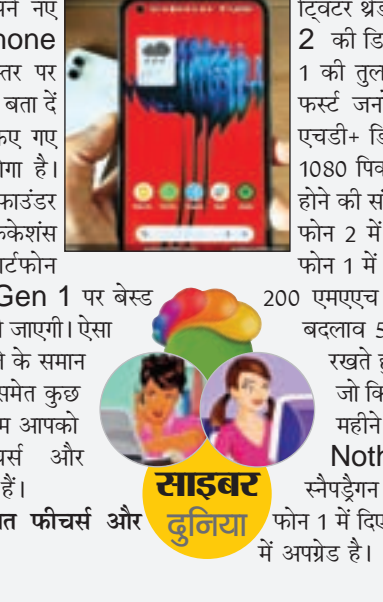 पने नए
hone
तर पर
बता दें
कए गए
गा है।
फाउंडर
केशंस
र्टफोन
Gen 1 पर बेस्ड
ी जाएगी। ऐसा
े के समान
समेत कुछ
म आपको
चर्स और
हैं।
त फीचर्स और
साइबर
दुनिया
ट्विटर थ्रेड
2 की डि
1 की तुल
फर्स्ट जन
एचडी+ डि
1080 पिक
होने की सं
फोन 2 में
फोन 1 में
200 एमएएच
बदलाव 5
रखते ह
जो कि
महीने
Noth
स्नैपड्रैगन
फोन 1 में दिए
में अपग्रेड है।